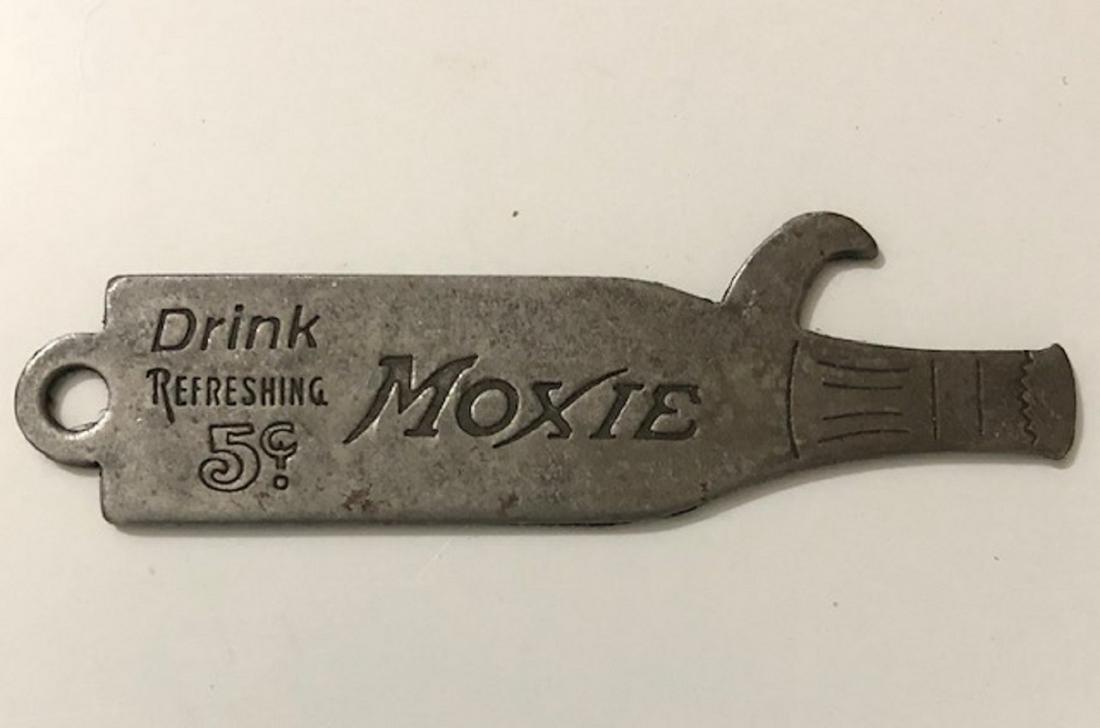 Drink
REFRESHING
5¢
MOXIE